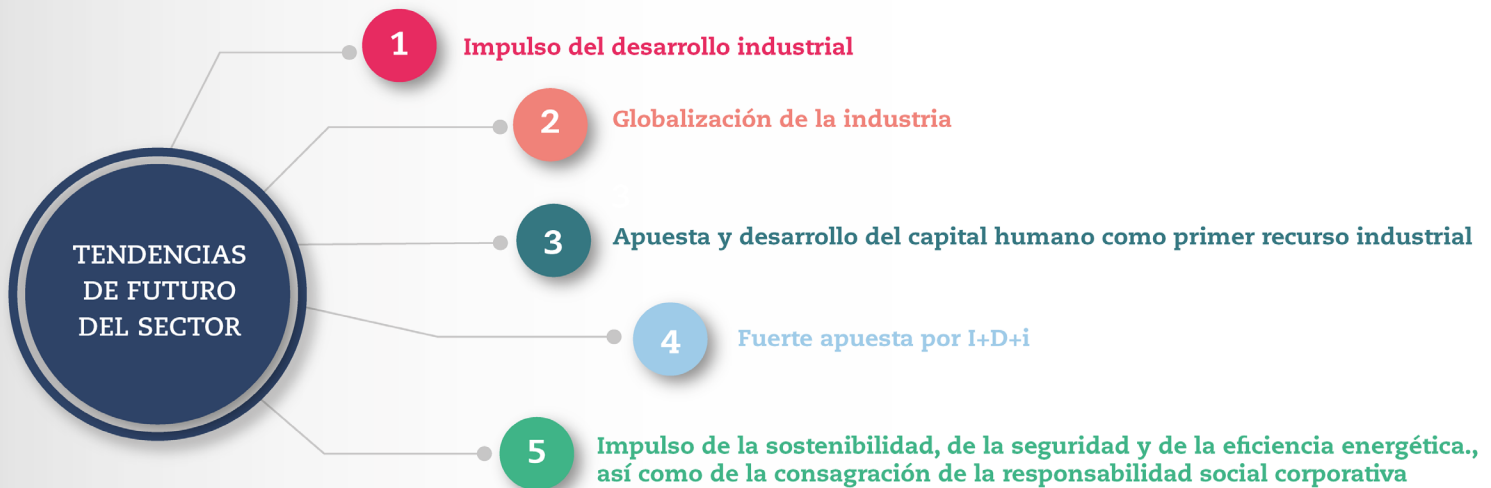 1
Impulso del desarrollo industrial
2
Globalización de la industria
3
TENDENCIAS
DE FUTURO
DEL SECTOR
3
Apuesta y desarrollo del capital humano como primer recurso industrial
4
Fuerte apuesta por I+D+i
5
Impulso de la sostenibilidad, de la seguridad y de la eficiencia energética.,
así como de la consagración de la responsabilidad social corporativa